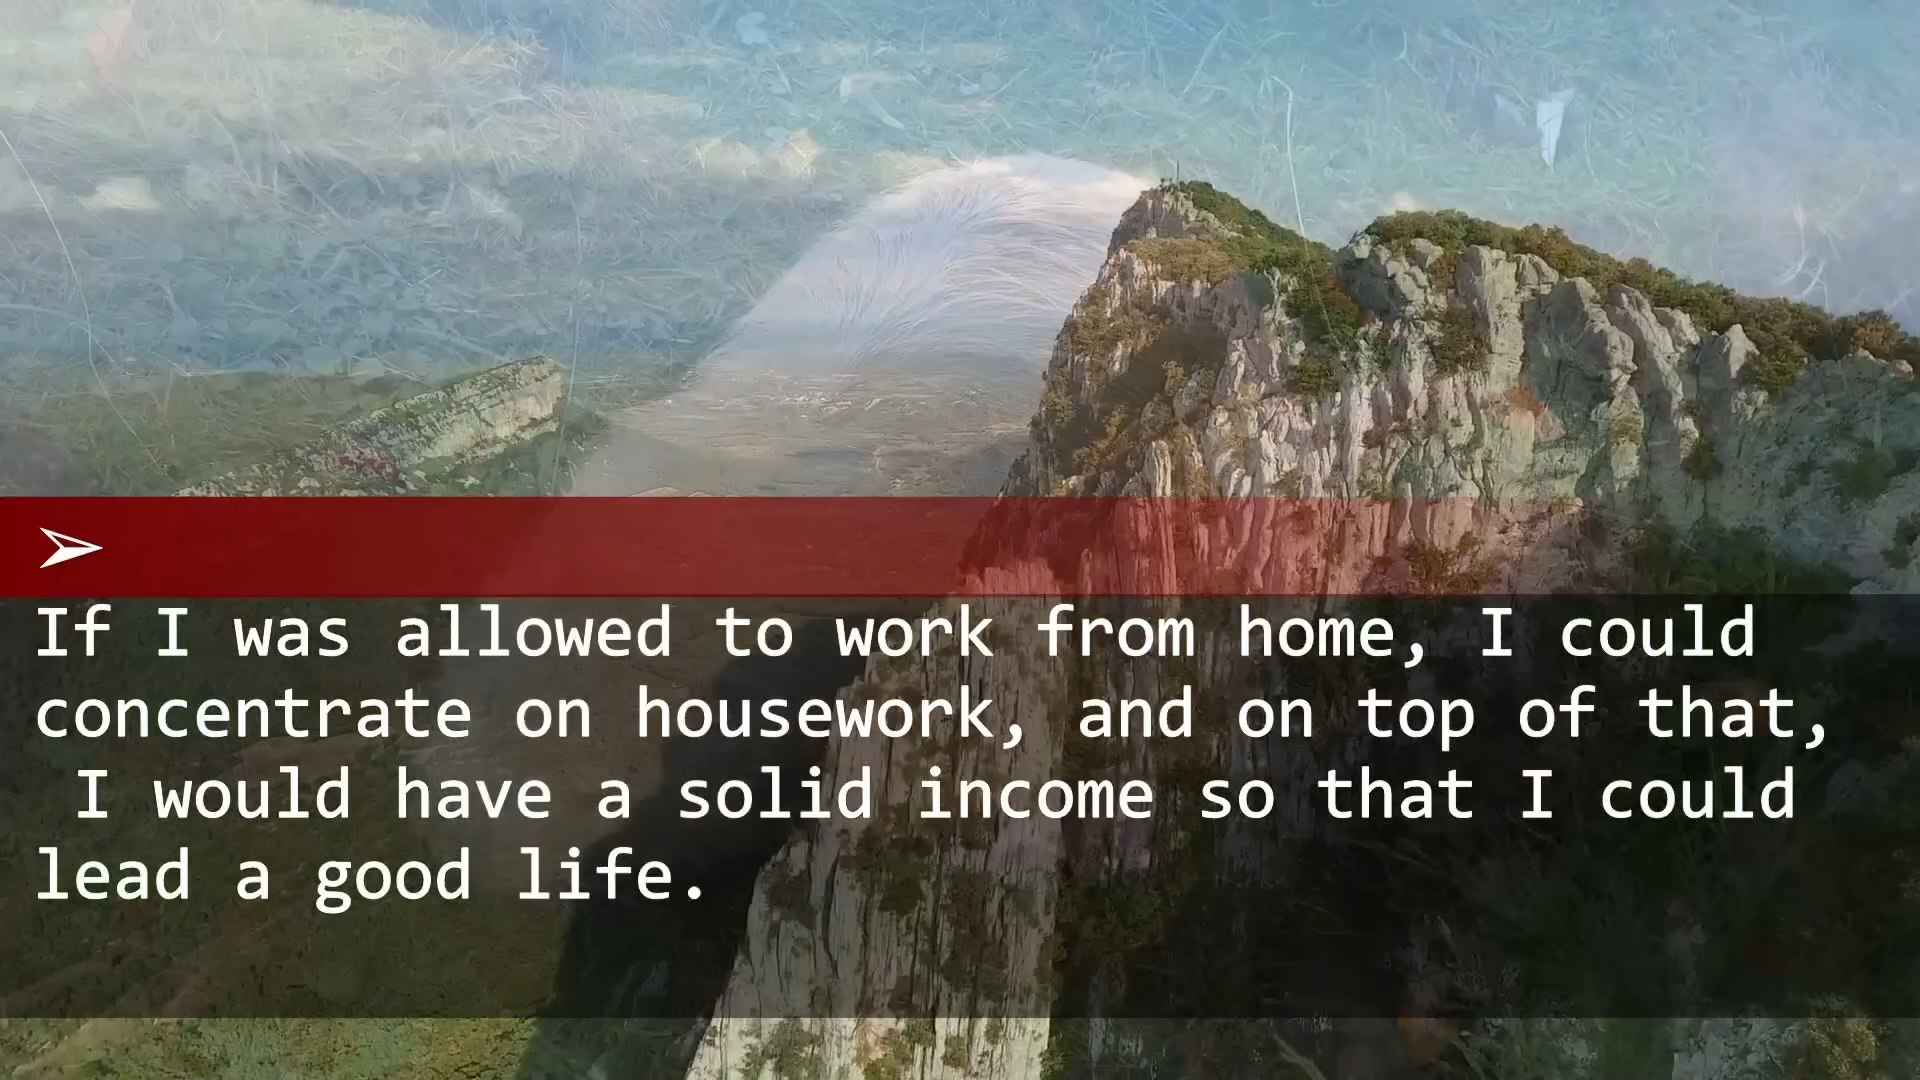 If I was allowed to work from home, I could
concentrate on housework, and on top of that,
I would have a solid income so that I could
lead a good life.